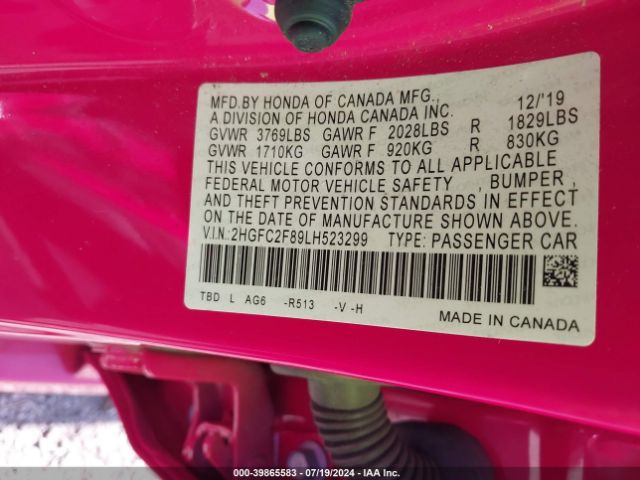 MFD.BY HONDA OF CANADA MFG., 12/'19
A DIVISION OF HONDA CANADA INC.
GVWR 3769LBS GAWR F 2028LBS R 1829LBS
GVWR 1710KG GAWR F 920KG R 830KG
THIS VEHICLE CONFORMS TO ALL APPLICABLE
FEDERAL MOTOR VEHICLE SAFETY , BUMPER ,
AND THEFT PREVENTION STANDARDS IN EFFECT
ON THE DATE OF MANUFACTURE SHOWN ABOVE.
V.I.N.:2HGFC2F89LH523299 TYPE: PASSENGER CAR
TBD L AG6 -R513 -V -H
MADE IN CANADA
000-39865583 / 07/19/2024 / IAA Inc.